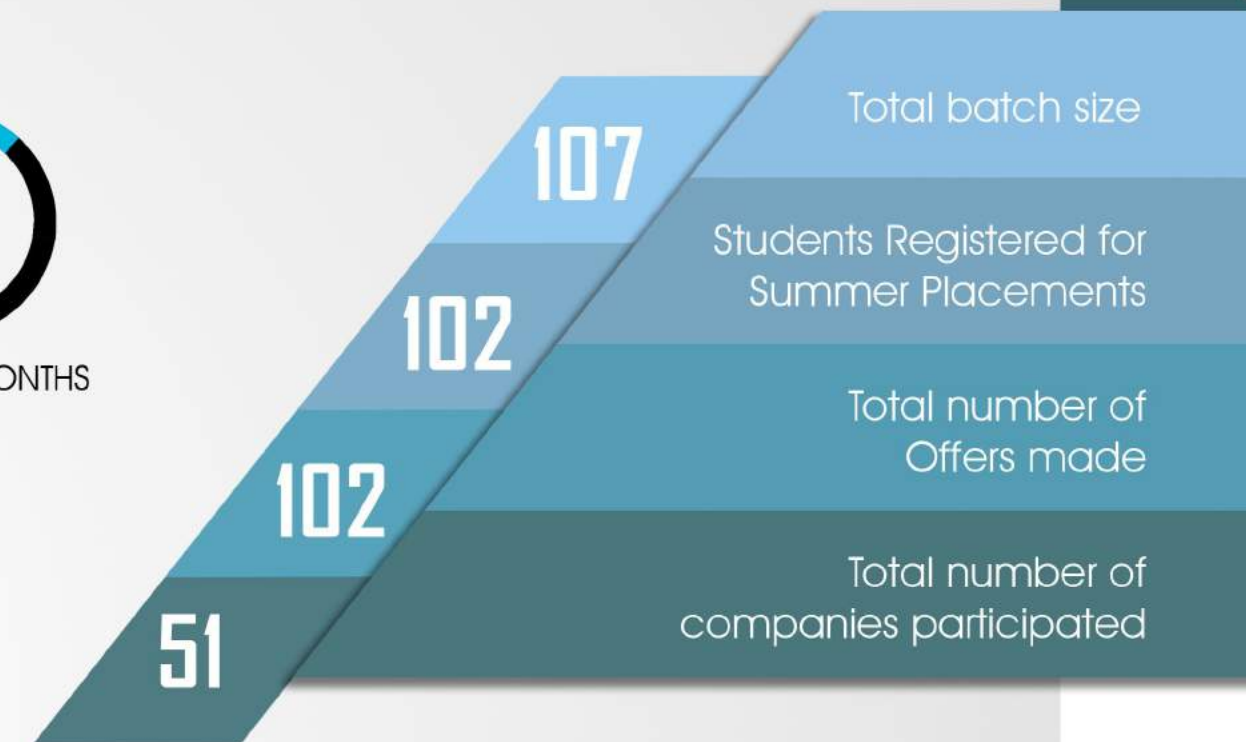 107
Total batch size
102
Students Registered for
Summer Placements
102
Total number of
Offers made
51
Total number of
companies participated